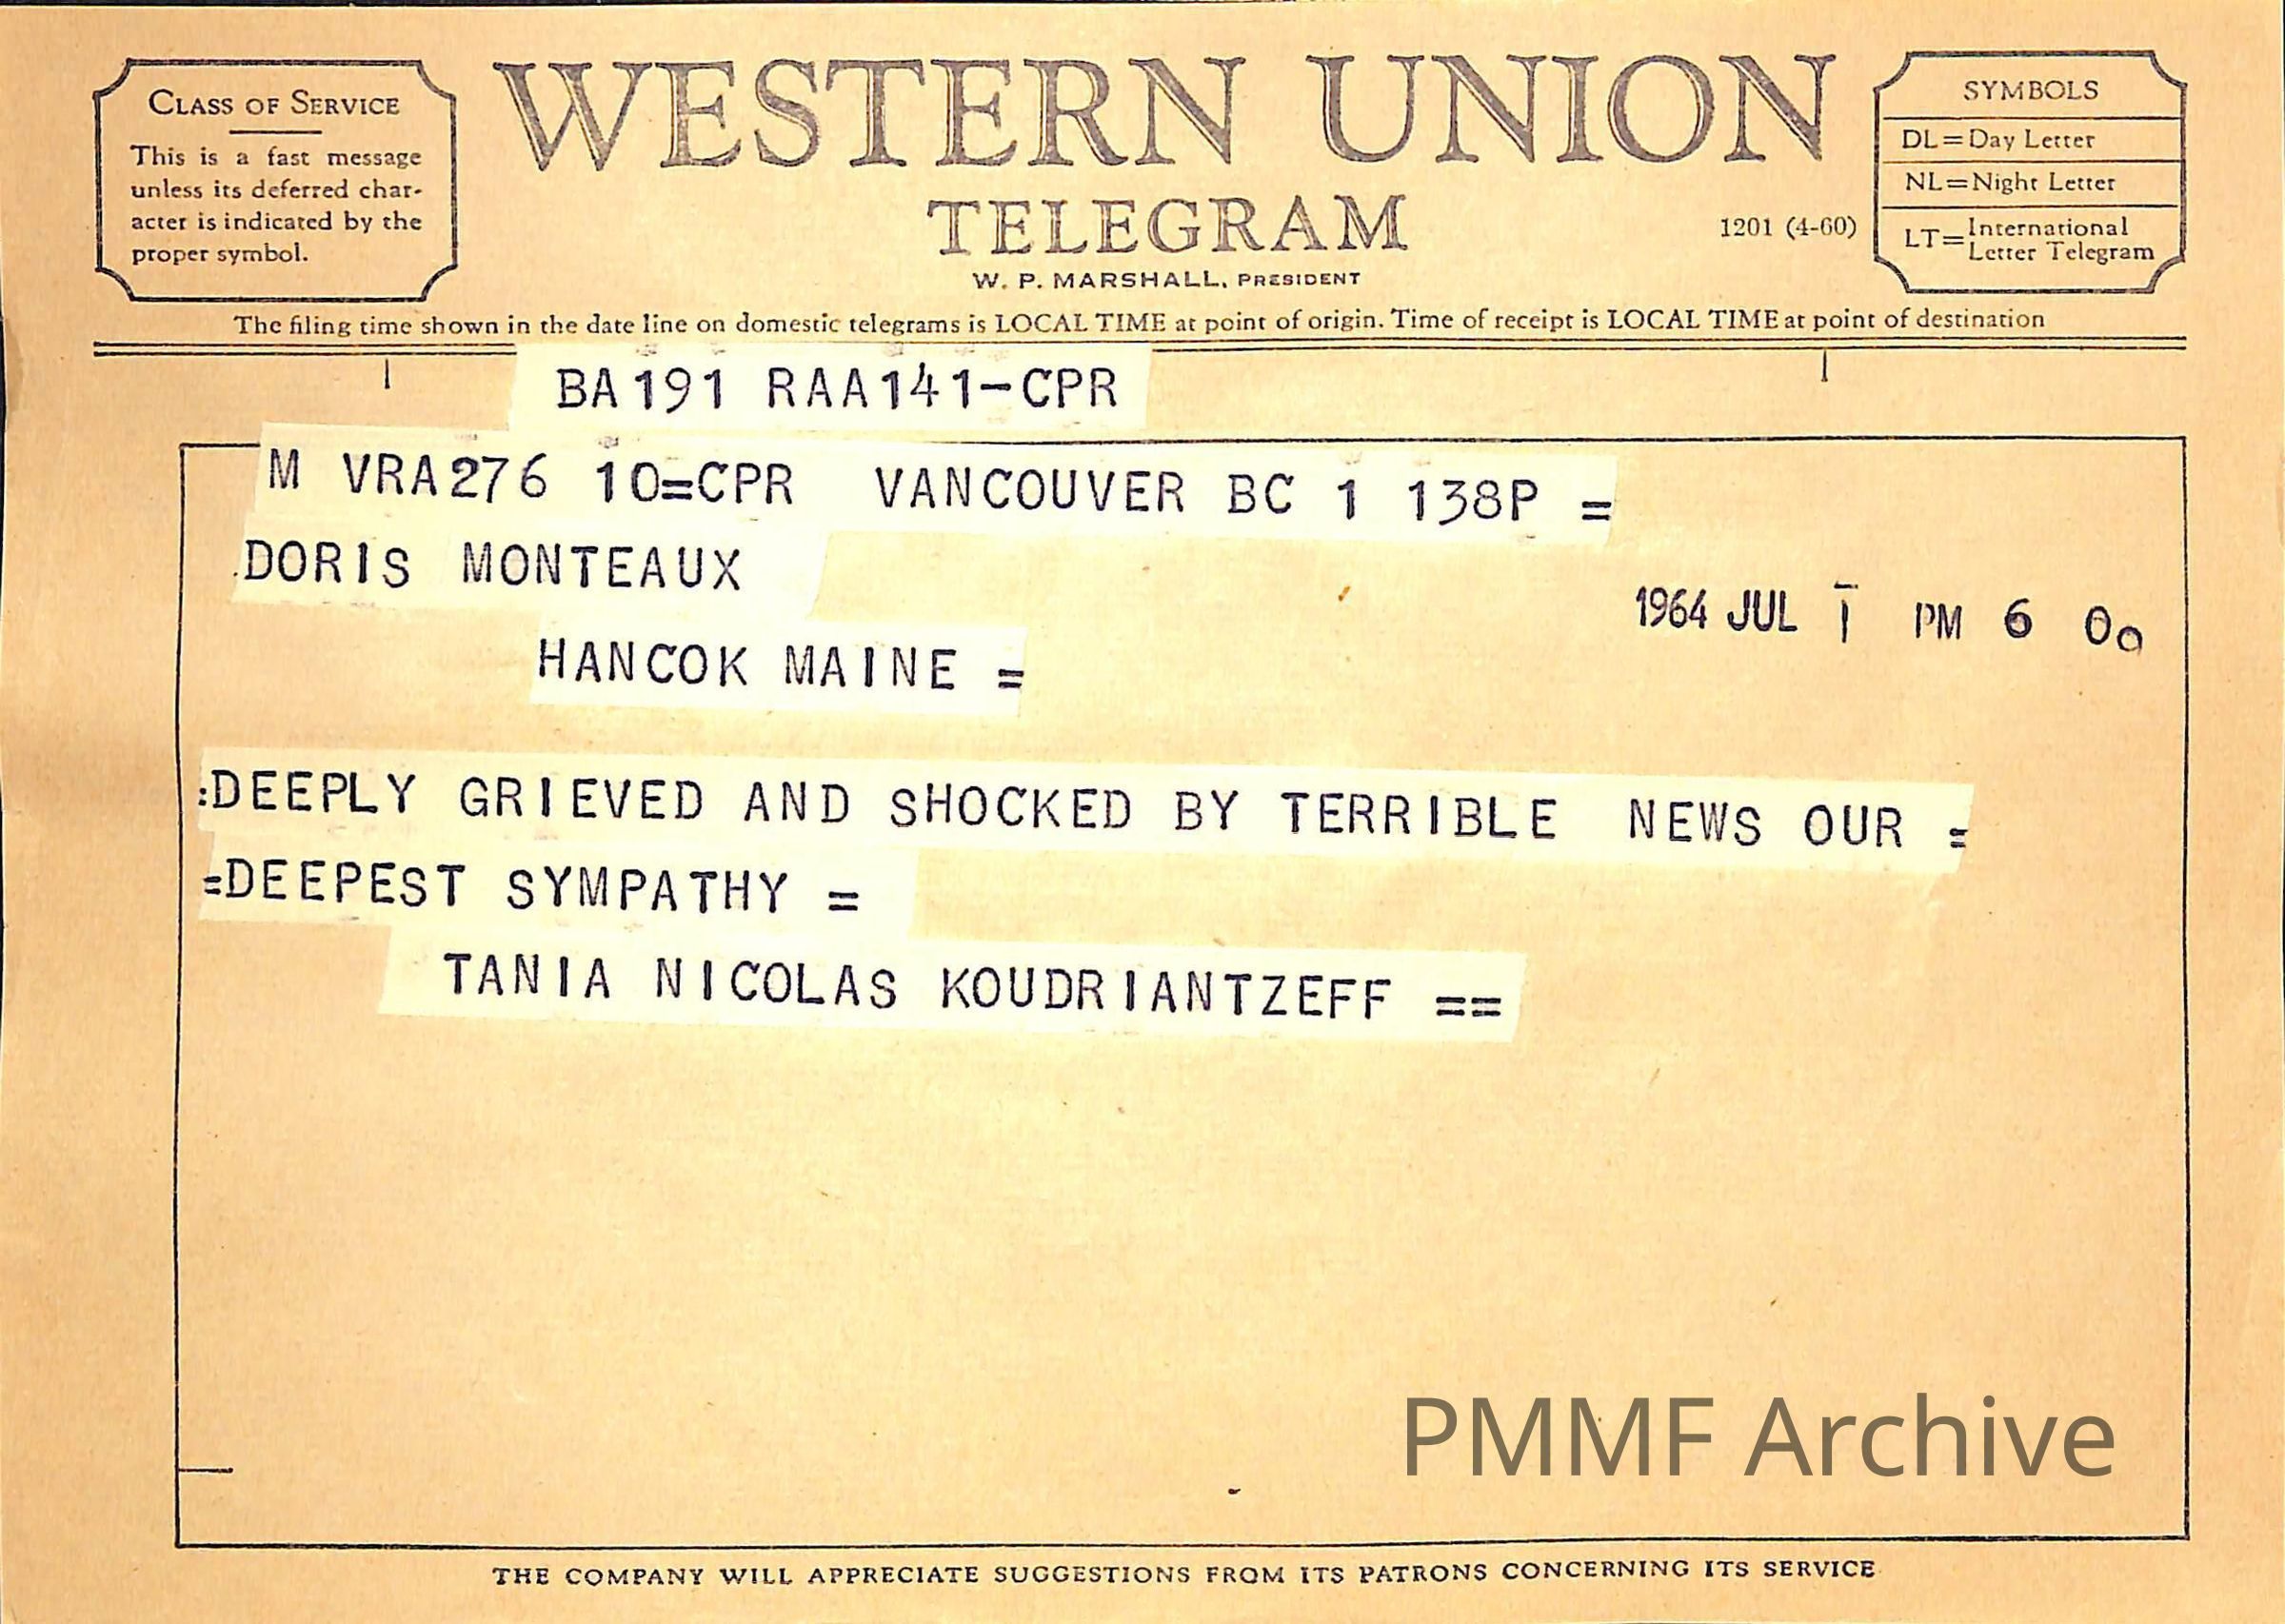 CLASS OF SERVICE
This is a fast message
unless its deferred char-
acter is indicated by the
proper symbol.
WESTERN UNION
TELEGRAM
W. P. MARSHALL, PRESIDENT
1201 (4-60)
SYMBOLS
DL=Day Letter
NL=Night Letter
LT=International
Letter Telegram
The filing time shown in the date line on domestic telegrams is LOCAL TIME at point of origin. Time of receipt is LOCAL TIME at point of destination
BA191 RAA141-CPR
M VRA276 10=CPR VANCOUVER BC 1 138P =
DORIS MONTEAUX
1964 JUL 1 PM 6 00
HANCOK MAINE =
:DEEPLY GRIEVED AND SHOCKED BY TERRIBLE NEWS OUR =
=DEEPEST SYMPATHY =
TANIA NICOLAS KOUDRIANTZEFF ==
PMMF Archive
THE COMPANY WILL APPRECIATE SUGGESTIONS FROM ITS PATRONS CONCERNING ITS SERVICE